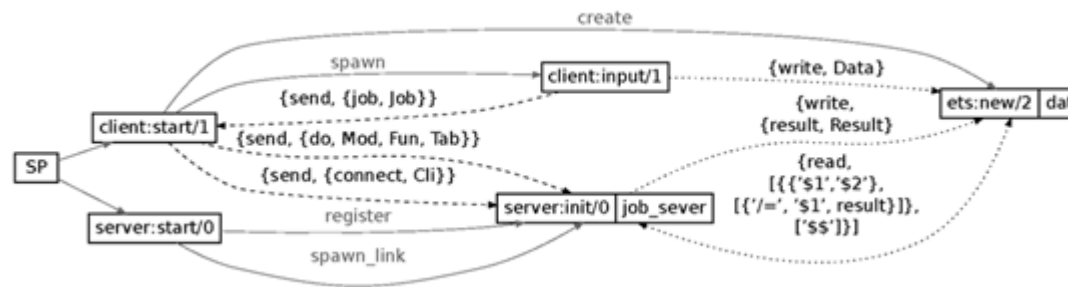 create
spawn
client:input/1
{write, Data}
{send, {job, Job}}
{write,
{result, Result}
ets:new/2
dat
client:start/1
{send, {do, Mod, Fun, Tab}}
{read,
[{{'$1','$2'},
[{'/=', '$1', result}]},
['$$']}]
SP
{send, {connect, Cli}}
server:init/0
job_sever
server:start/0
register
spawn_link